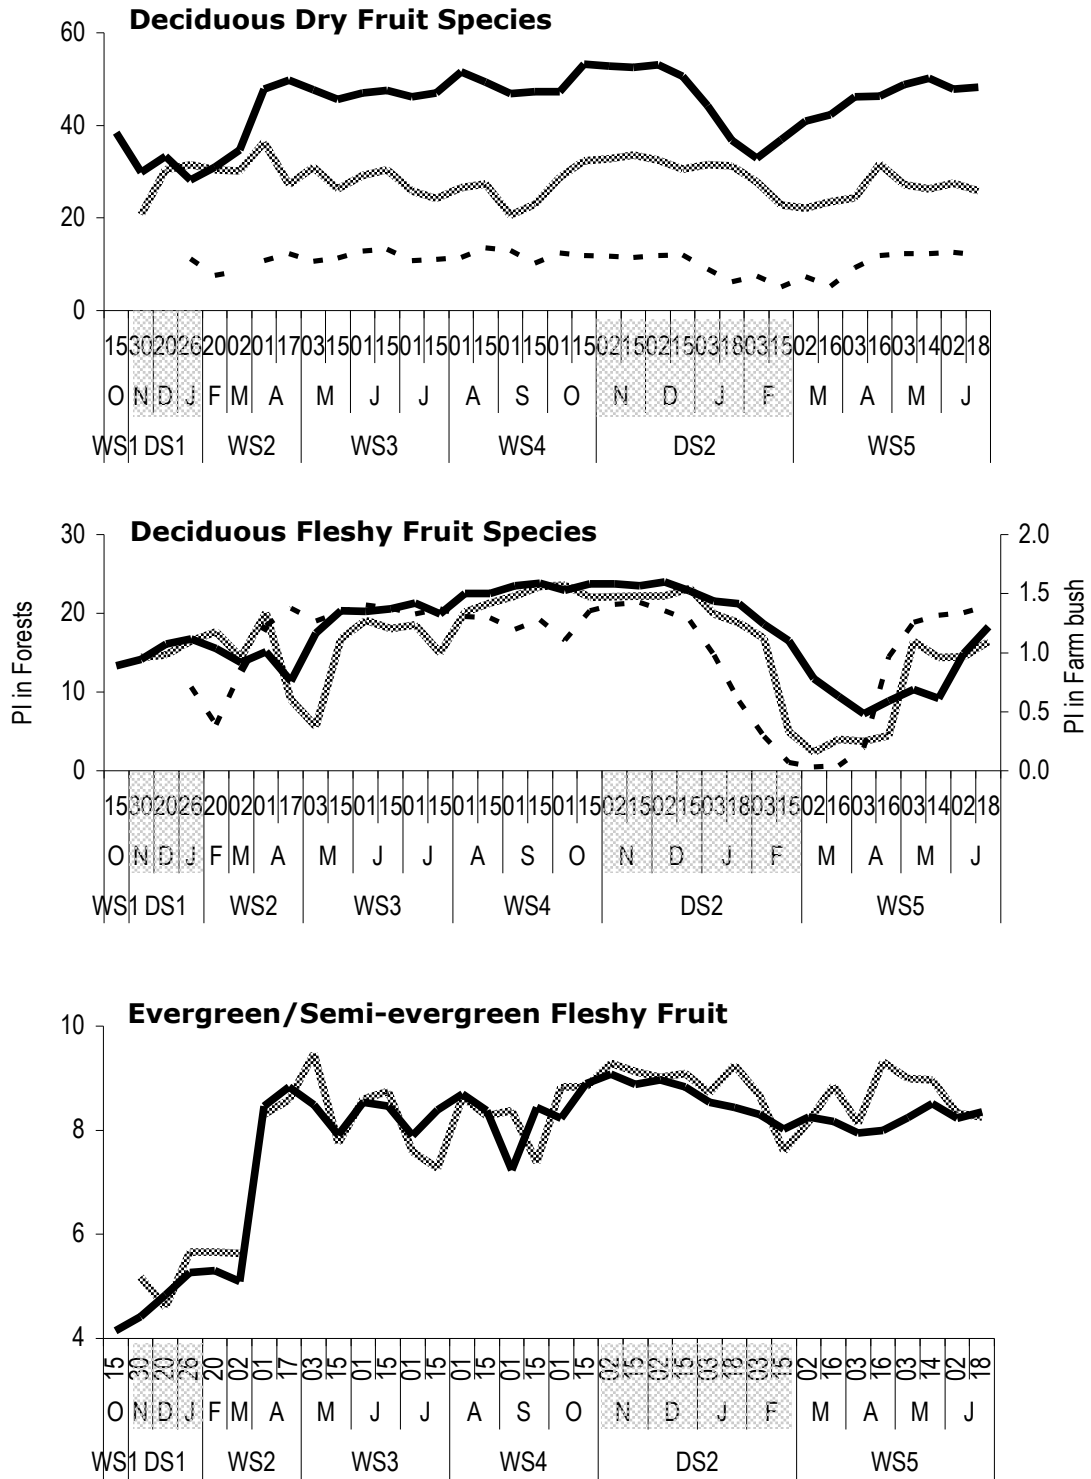 Deciduous Dry Fruit Species
60
40
20
0
15 30 20 26 20 02 01 17 03 15 01 15 01 15 01 15 01 15 01 15 02 15 02 15 03 18 03 15 02 16 03 16 03 14 02 18
O N D J F M A M J J A S O N D J F M A M J
WS1 DS1 WS2 WS3 WS4 DS2 WS5
Deciduous Fleshy Fruit Species
30
20
10
0
PI in Forests
2.0
1.5
1.0
0.5
0.0
PI in Farm bush
15 30 20 26 20 02 01 17 03 15 01 15 01 15 01 15 01 15 01 15 02 15 02 15 03 18 03 15 02 16 03 16 03 14 02 18
O N D J F M A M J J A S O N D J F M A M J
WS1 DS1 WS2 WS3 WS4 DS2 WS5
Evergreen/Semi-evergreen Fleshy Fruit
10
8
6
4
15 30 20 26 20 02 01 17 03 15 01 15 01 15 01 15 01 15 01 15 02 15 02 15 03 18 03 15 02 16 03 16 03 14 02 18
O N D J F M A M J J A S O N D J F M A M J
WS1 DS1 WS2 WS3 WS4 DS2 WS5